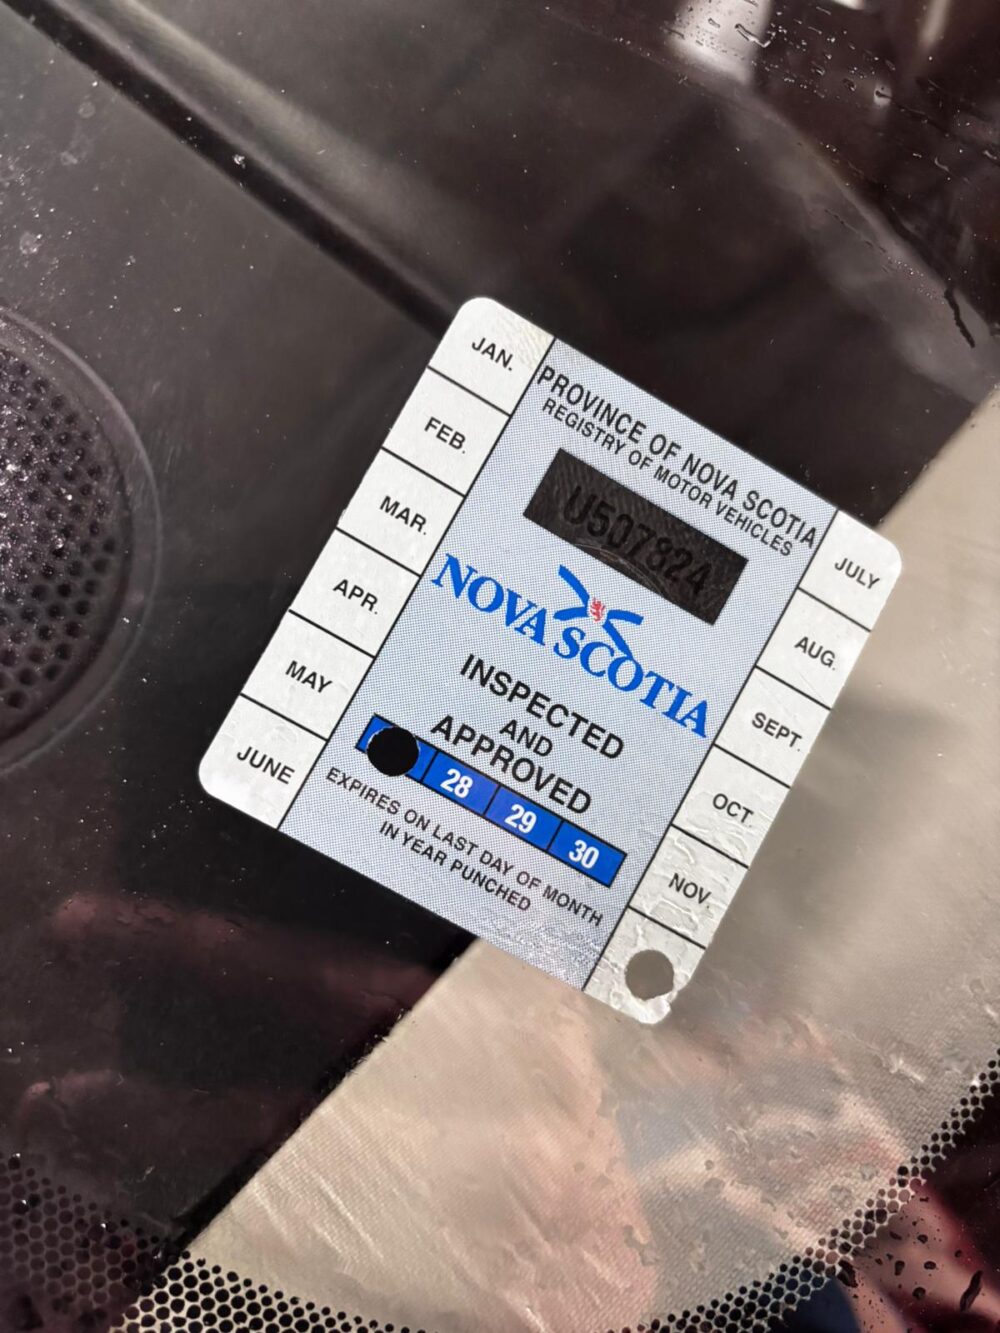 JAN.
FEB.
MAR.
APR.
MAY
JUNE
PROVINCE OF NOVA SCOTIA
REGISTRY OF MOTOR VEHICLES
U507824
NOVA SCOTIA
INSPECTED
AND
APPROVED
28 29 30
EXPIRES ON LAST DAY OF MONTH
IN YEAR PUNCHED
JULY
AUG.
SEPT.
OCT.
NOV.